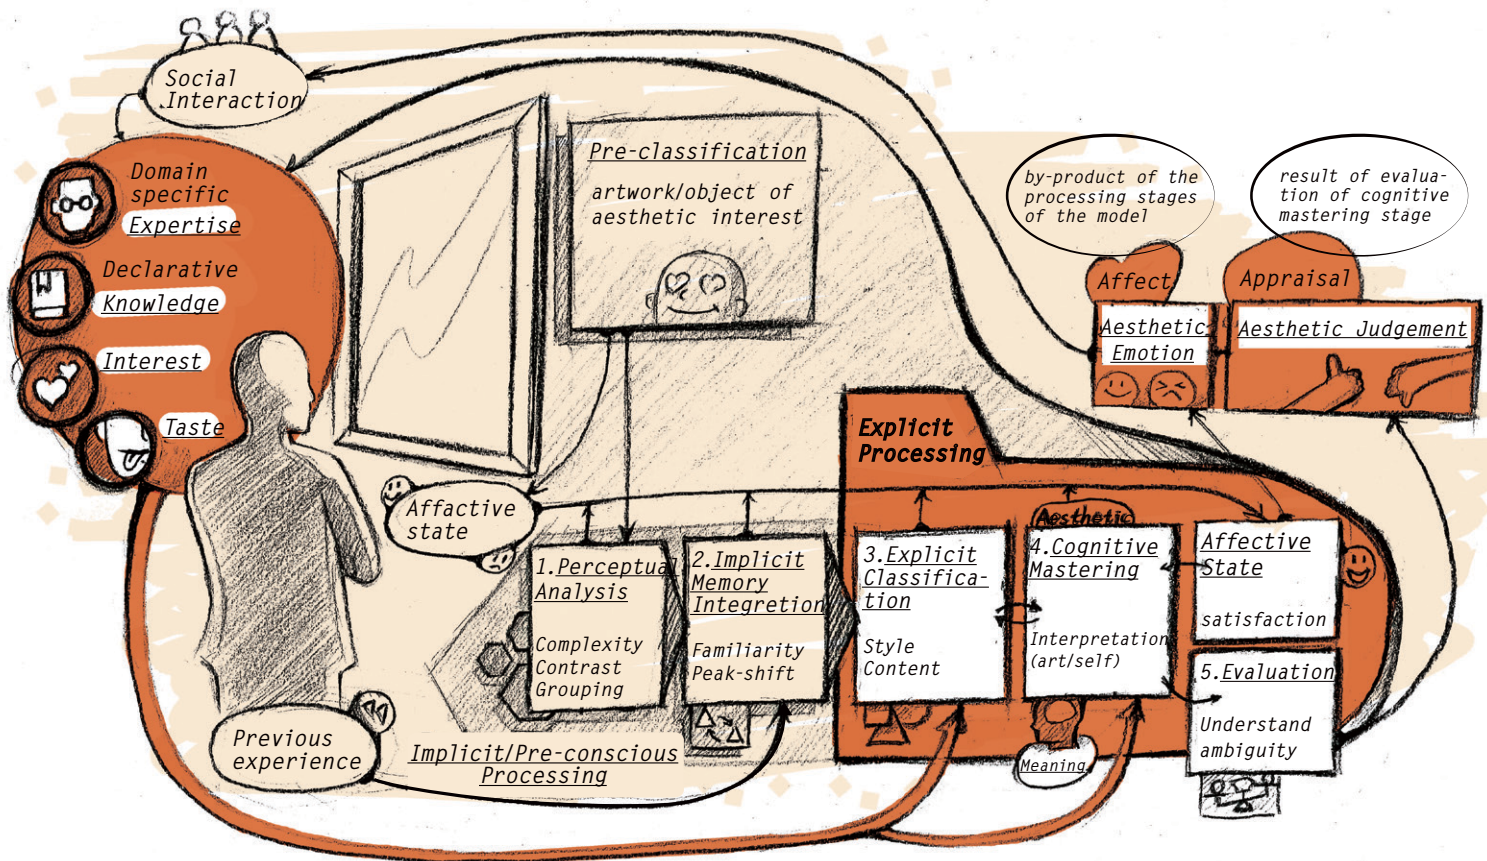 Social
Interaction
Domain
specific
Expertise
Declarative
Knowledge
Interest
Taste
Pre-classification
artwork/object of
aesthetic interest
by-product of the
processing stages
of the model
result of evalua-
tion of cognitive
mastering stage
Affect
Appraisal
Aesthetic
Emotion
Aesthetic Judgement
Explicit
Processing
Affactive
state
1.Perceptual
Analysis
Complexity
Contrast
Grouping
2.Implicit
Memory
Integretion
Familiarity
Peak-shift
3.Explicit
Classifica-
tion
Style
Content
Aesthetic
4.Cognitive
Mastering
Interpretation
(art/self)
Meaning
Affective
State
satisfaction
5.Evaluation
Understand
ambiguity
Previous
experience
Implicit/Pre-conscious
Processing